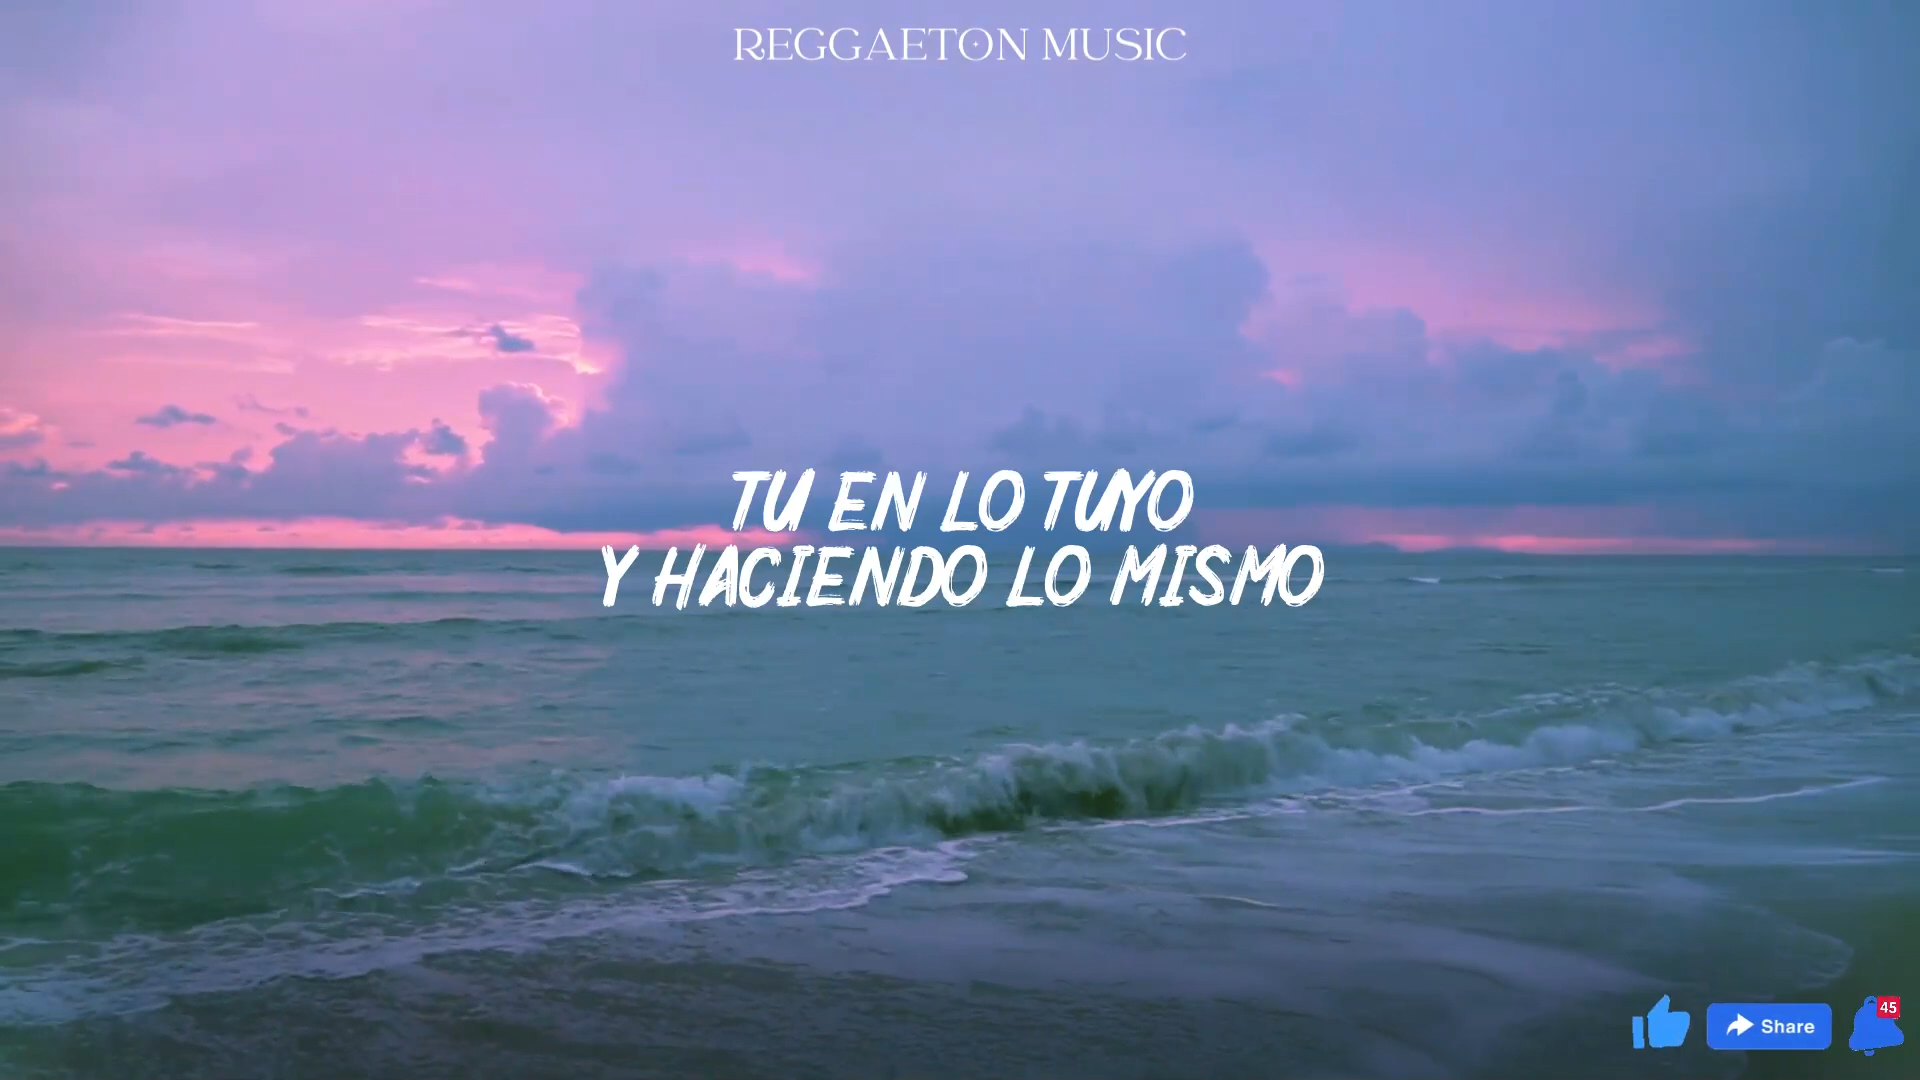 REGGAETON MUSIC
TU EN LO TUYO
Y HACIENDO LO MISMO
Share
45